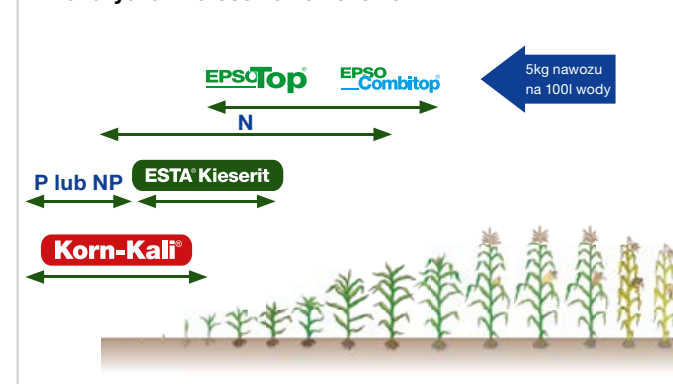 EPSO Top®
EPSO
Combitop®
5kg nawozu
na 100l wody
N
P lub NP
ESTA® Kieserit
Korn-Kali®